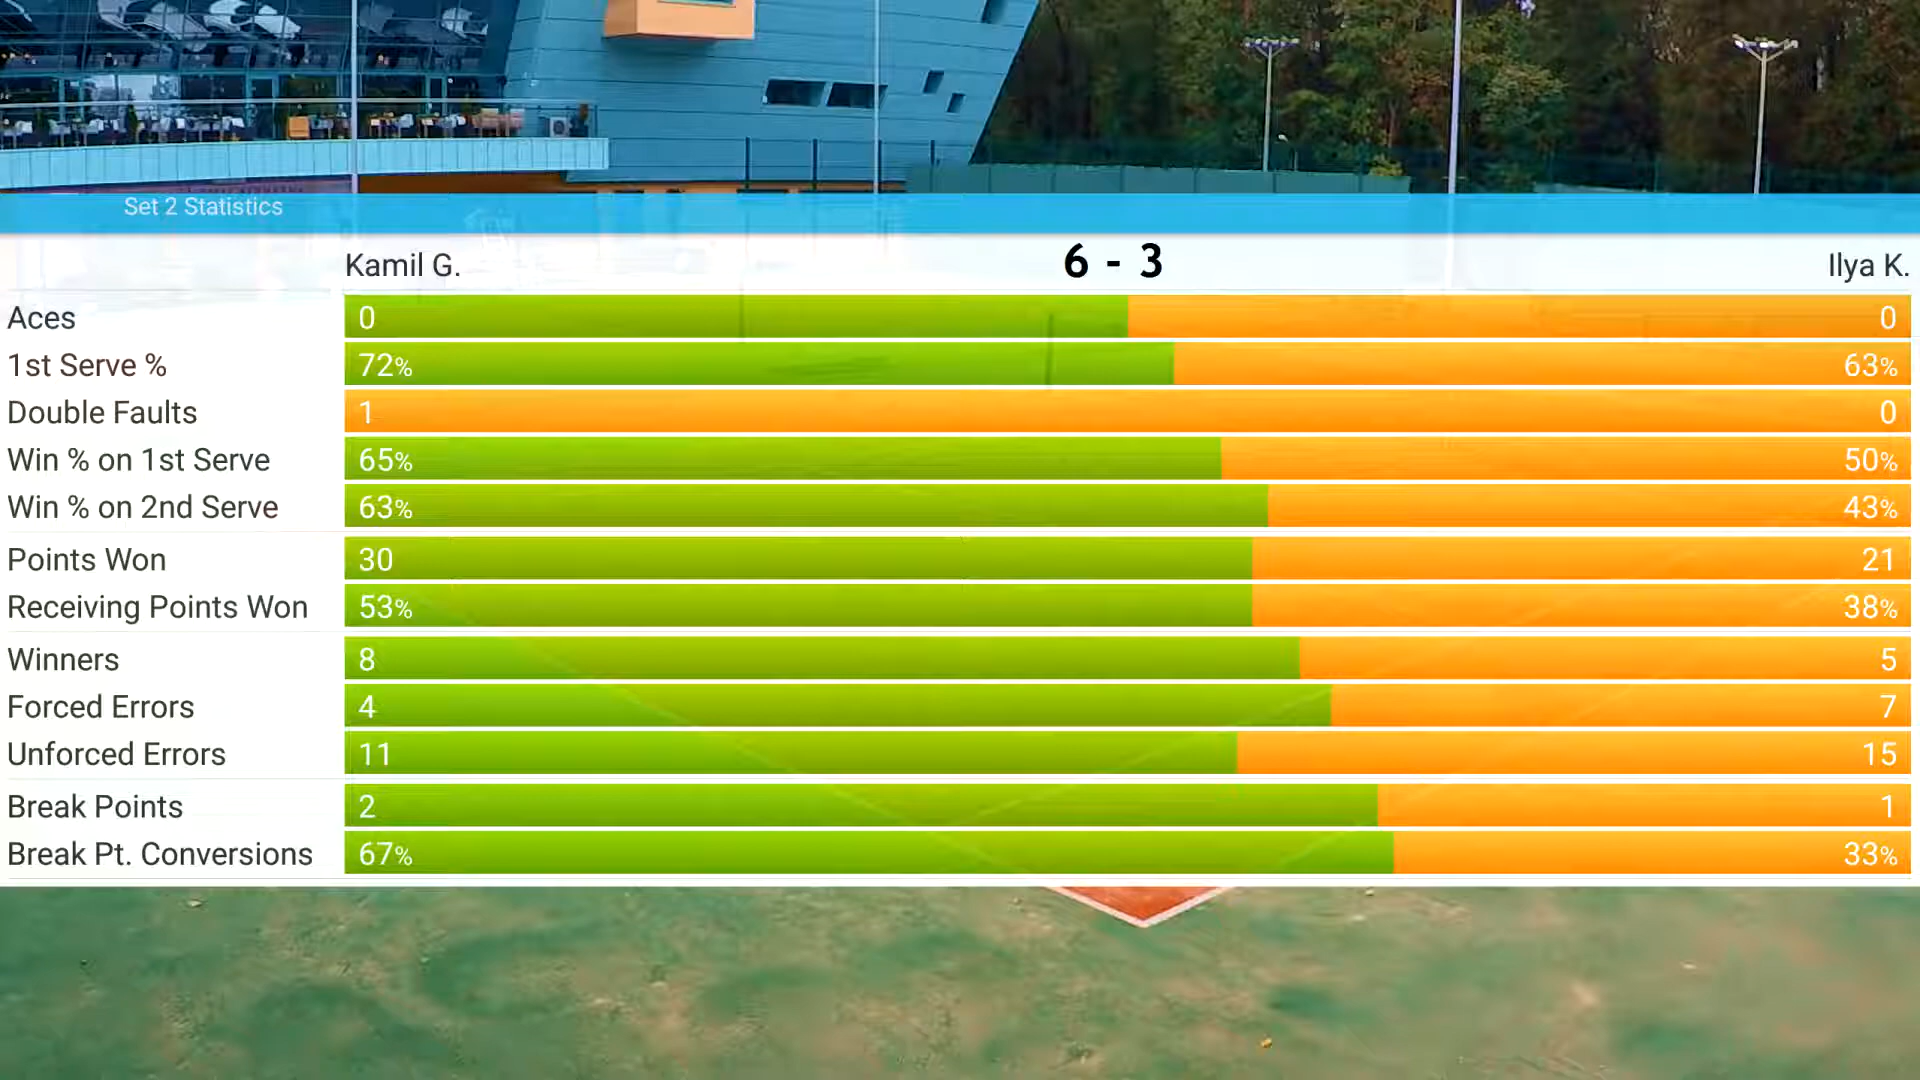 Set 2 Statistics
Kamil G. 6 - 3 Ilya K.
Aces 0 0
1st Serve % 72% 63%
Double Faults 1 0
Win % on 1st Serve 65% 50%
Win % on 2nd Serve 63% 43%
Points Won 30 21
Receiving Points Won 53% 38%
Winners 8 5
Forced Errors 4 7
Unforced Errors 11 15
Break Points 2 1
Break Pt. Conversions 67% 33%